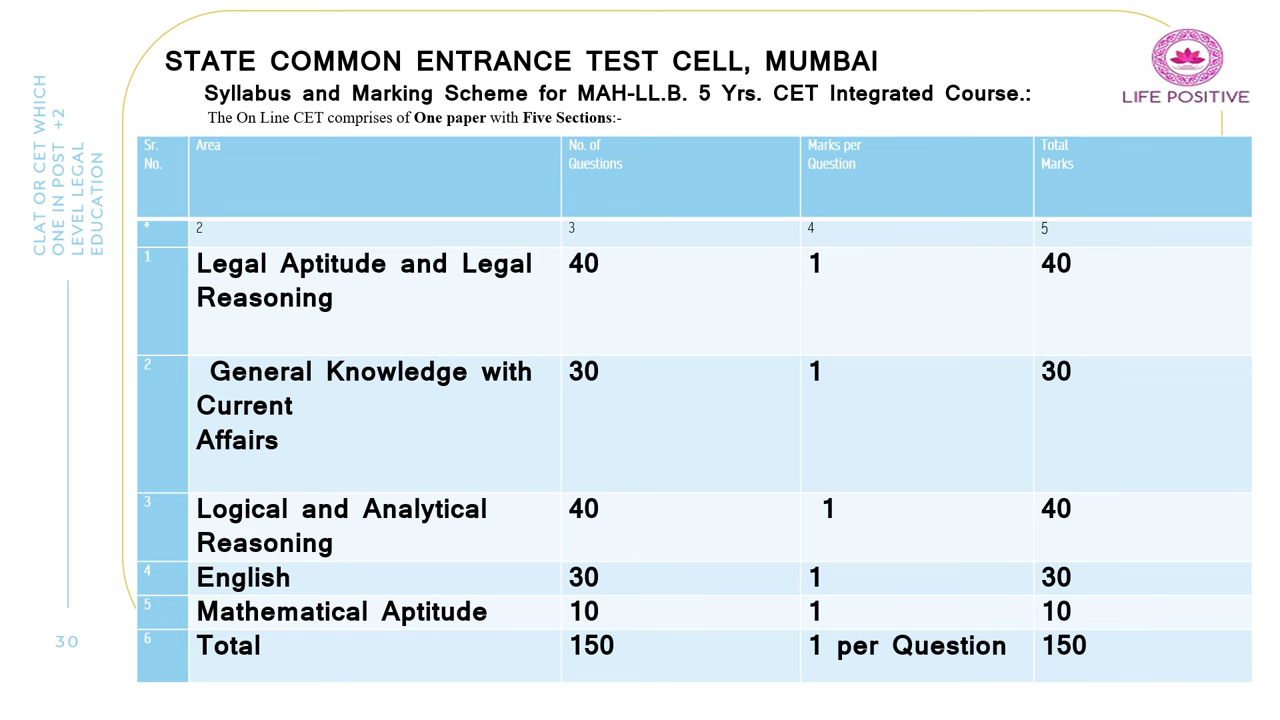 STATE COMMON ENTRANCE TEST CELL, MUMBAI
Syllabus and Marking Scheme for MAH-LL.B. 5 Yrs. CET Integrated Course.:
The On Line CET comprises of One paper with Five Sections:-
LIFE POSITIVE
CLAT OR CET WHICH
ONE IN POST +2
LEVEL LEGAL
EDUCATION
30
Sr. No. Area No. of Questions Marks per Question Total Marks
* 2 3 4 5
1 Legal Aptitude and Legal 40 1 40
Reasoning
2 General Knowledge with 30 1 30
Current
Affairs
3 Logical and Analytical 40 1 40
Reasoning
4 English 30 1 30
5 Mathematical Aptitude 10 1 10
6 Total 150 1 per Question 150